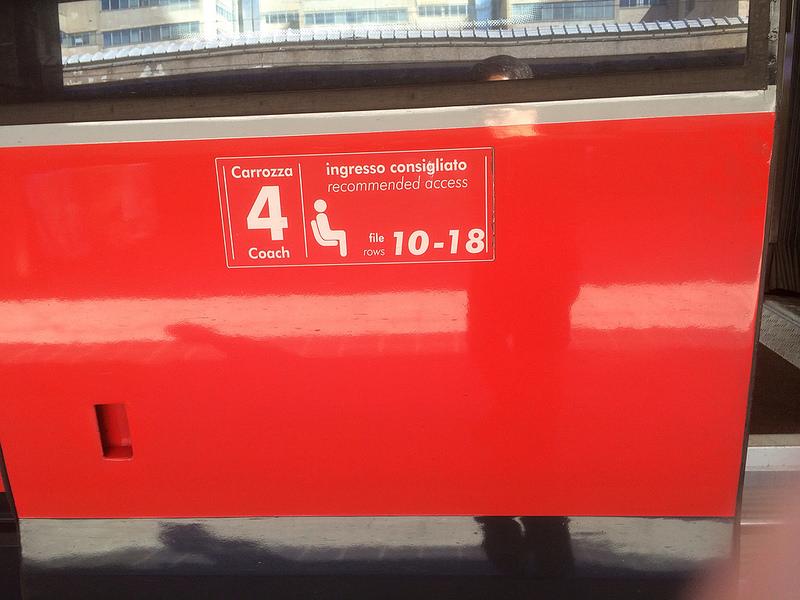 Carrozza
4
Coach
ingresso consigliato
recommended access
file
rows
10-18